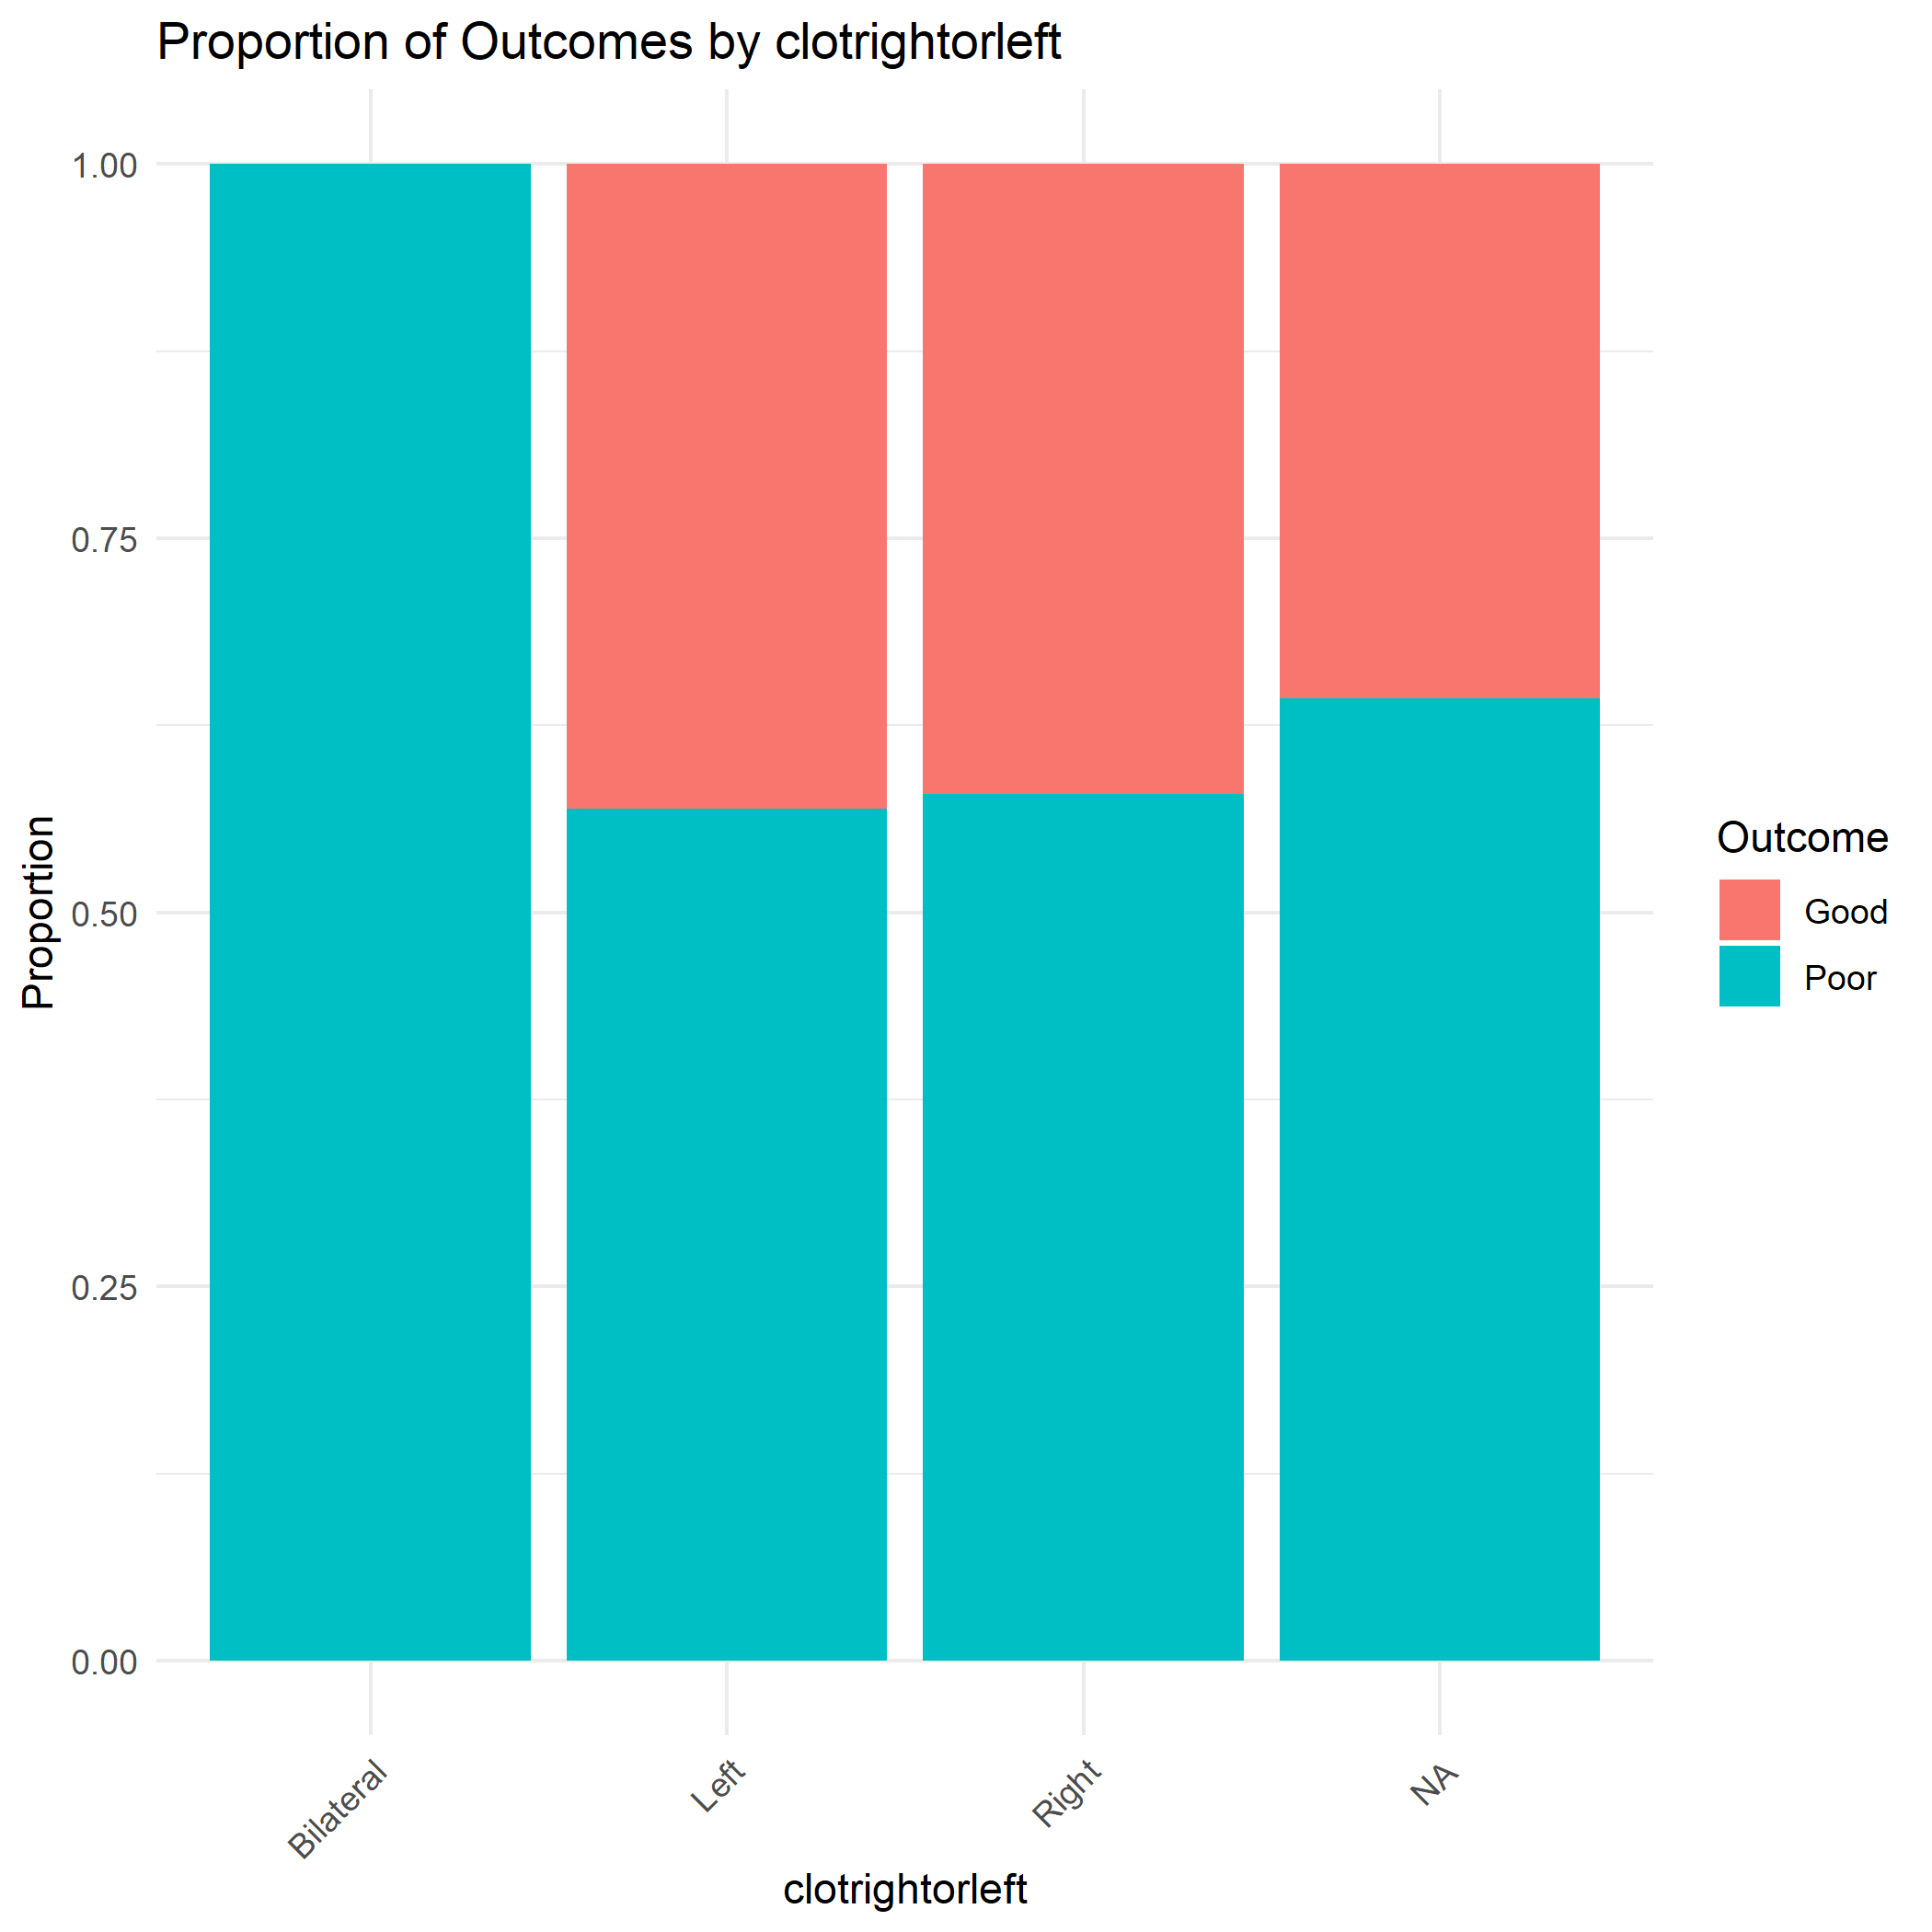 Proportion of Outcomes by clotrightorleft
1.00
0.75
0.50
0.25
0.00
Proportion
Bilateral
Left
Right
NA
clotrightorleft
Outcome
Good
Poor